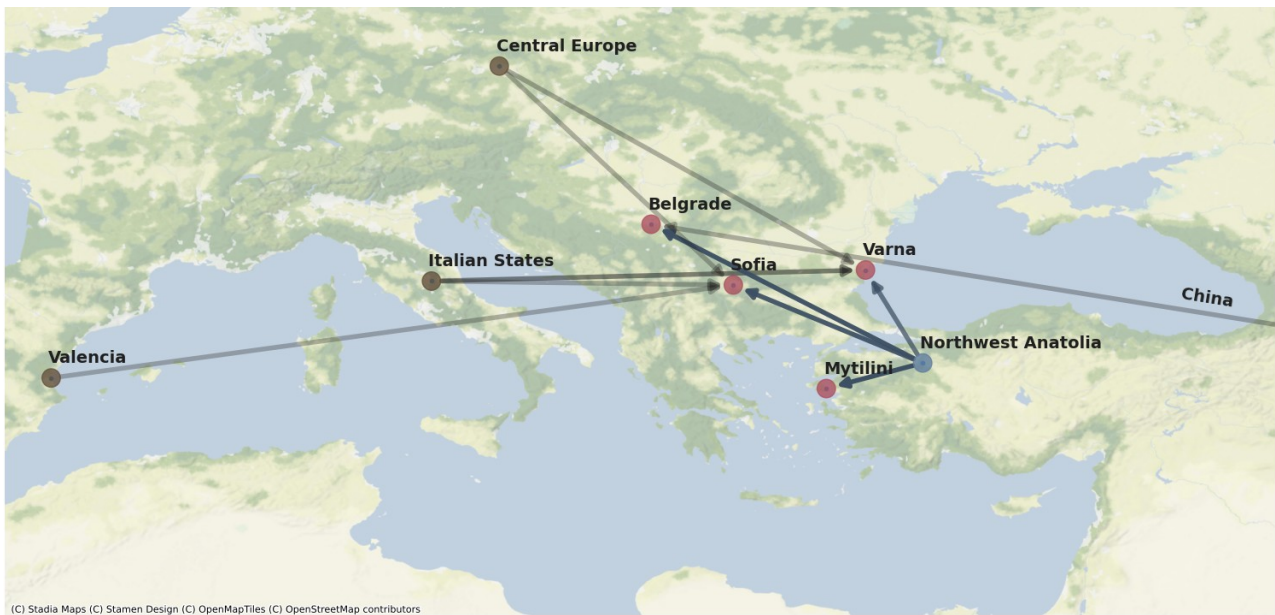 Central Europe
Belgrade
Varna
Italian States
Sofia
China
Valencia
Northwest Anatolia
Mytilini
(C) Stadia Maps (C) Stamen Design (C) OpenMapTiles (C) OpenStreetMap contributors